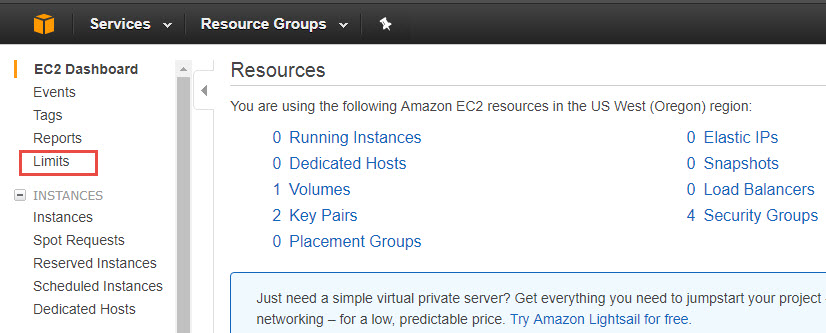 Services
Resource Groups
EC2 Dashboard
Events
Tags
Reports
Limits
INSTANCES
Instances
Spot Requests
Reserved Instances
Scheduled Instances
Dedicated Hosts
Resources
You are using the following Amazon EC2 resources in the US West (Oregon) region:
0 Running Instances
0 Dedicated Hosts
1 Volumes
2 Key Pairs
0 Placement Groups
0 Elastic IPs
0 Snapshots
0 Load Balancers
4 Security Groups
Just need a simple virtual private server? Get everything you need to jumpstart your project
networking – for a low, predictable price. Try Amazon Lightsail for free.